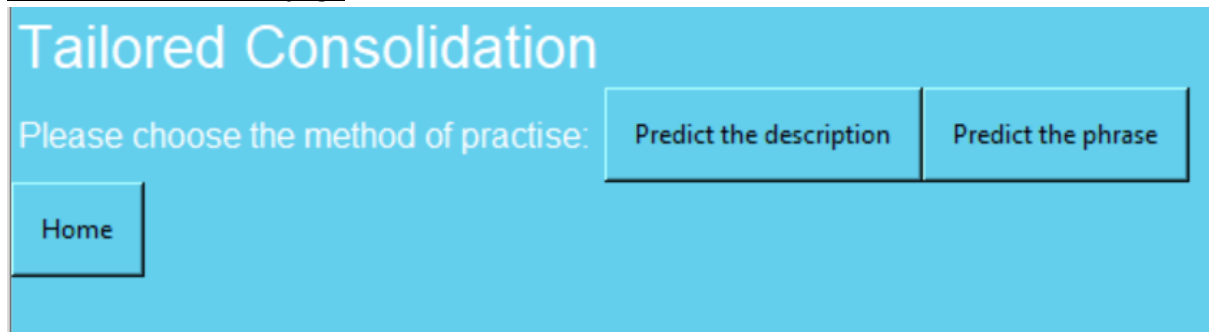 Tailored Consolidation
Please choose the method of practise: Predict the description Predict the phrase
Home